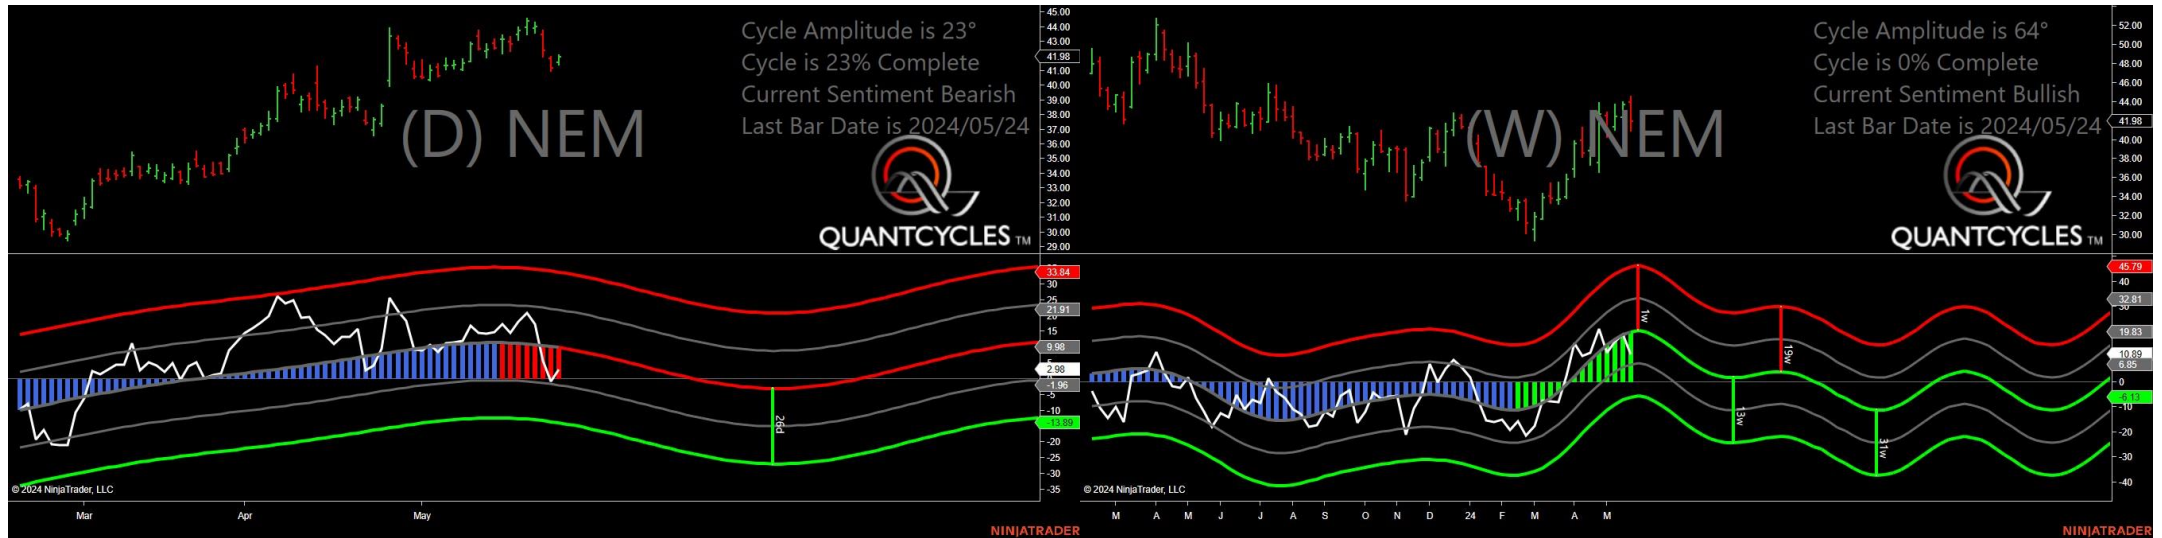 Cycle Amplitude is 23°
Cycle is 23% Complete
Current Sentiment Bearish
Last Bar Date is 2024/05/24
(D) NEM
QUANTCYCLES TM
45.00
44.00
43.00
41.98
41.00
40.00
39.00
38.00
37.00
36.00
35.00
34.00
33.00
32.00
31.00
30.00
29.00
33.84
30
25
21.91
15
9.98
5
2.98
-1.96
-5
-10
-13.89
-20
-25
-30
-35
26d
© 2024 NinjaTrader, LLC
Mar Apr May
NINJATRADER
Cycle Amplitude is 64°
Cycle is 0% Complete
Current Sentiment Bullish
Last Bar Date is 2024/05/24
(W) NEM
QUANTCYCLES TM
52.00
50.00
48.00
46.00
44.00
41.98
40.00
38.00
36.00
34.00
32.00
30.00
45.79
40
32.81
30
19.83
10.89
6.85
0
-6.13
-10
-20
-30
-40
1w
13w
19w
31w
© 2024 NinjaTrader, LLC
M A M J J A S O N D 24 F M A M
NINJATRADER